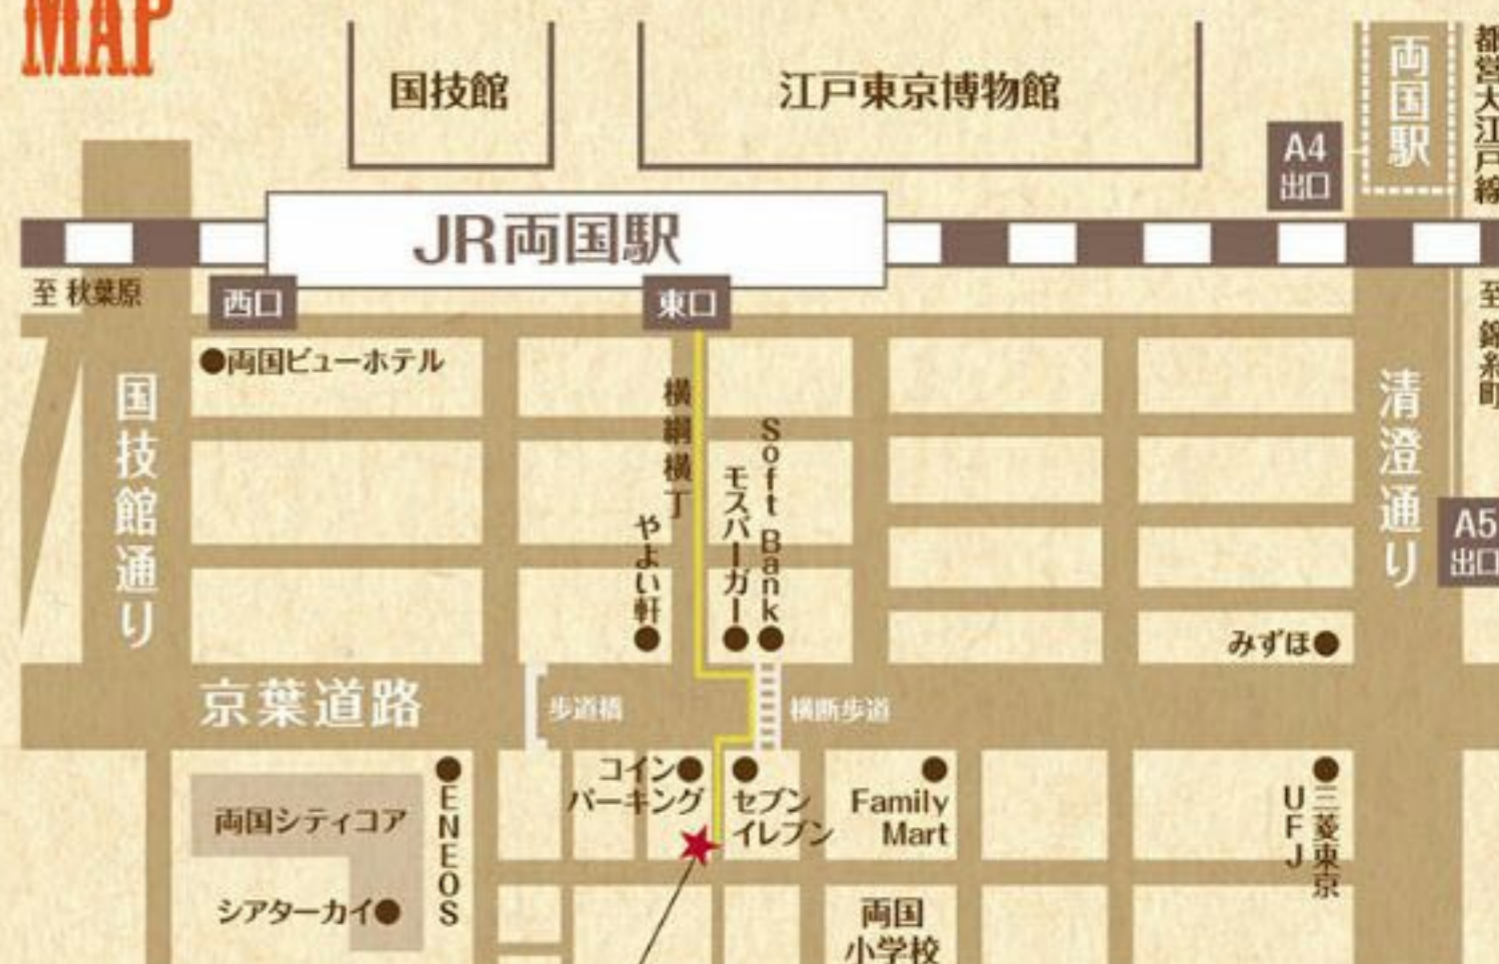 MAP
国技館
江戸東京博物館
両国駅
都営大江戸線
A4
出口
JR両国駅
至 秋葉原
西口
東口
至 錦糸町
両国ビューホテル
国技館通り
横綱横丁
やよい軒
モスバーガー
Soft Bank
清澄通り
A5
出口
みずほ
京葉道路
歩道橋
横断歩道
コイン
パーキング
セブン
イレブン
Family
Mart
ENEOS
両国シティコア
シアターカイ
三菱東京
UFJ
両国
小学校